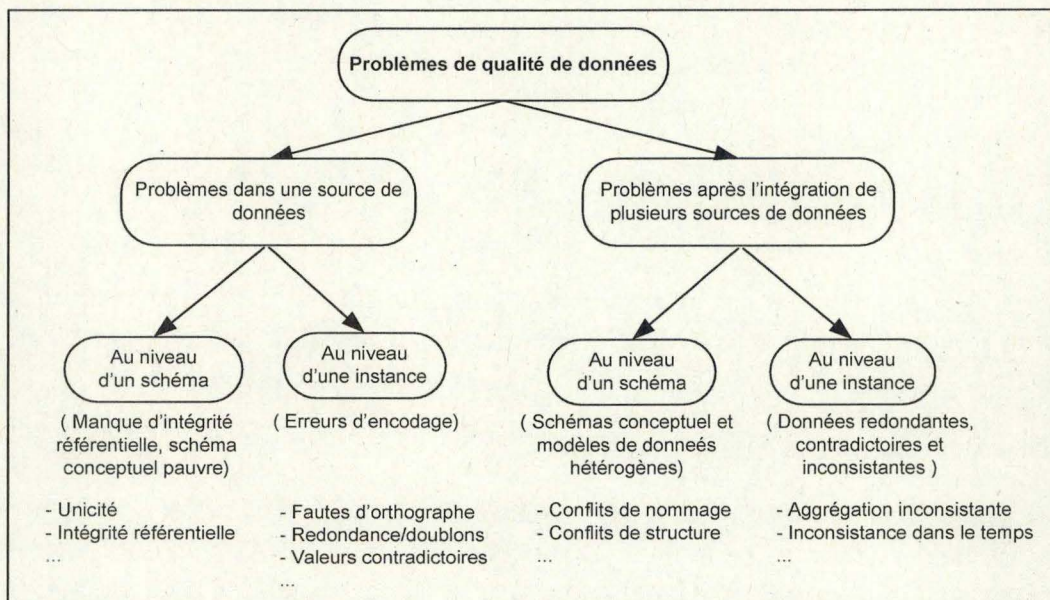 Problèmes de qualité de données
Problèmes dans une source de
données
Problèmes après l'intégration de
plusieurs sources de données
Au niveau
d'un schéma
( Manque d'intégrité
référentielle, schéma
conceptuel pauvre)
- Unicité
- Intégrité référentielle
...
Au niveau
d'une instance
( Erreurs d'encodage)
- Fautes d'orthographe
- Redondance/doublons
- Valeurs contradictoires
...
Au niveau
d'un schéma
( Schémas conceptuel et
modèles de donneés
hétérogènes)
- Conflits de nommage
- Conflits de structure
...
Au niveau
d'une instance
( Données redondantes,
contradictoires et
inconsistantes )
- Aggrégation inconsistante
- Inconsistance dans le temps
...